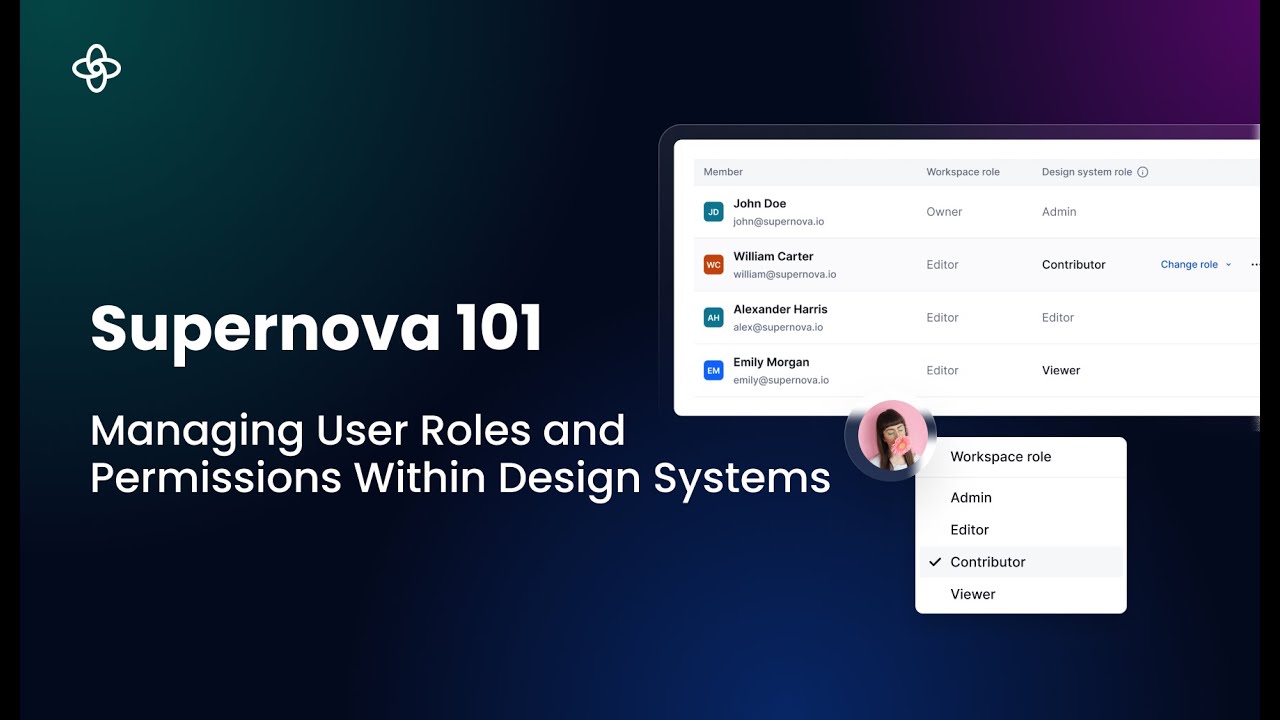 Supernova 101
Managing User Roles and
Permissions Within Design Systems
Member Workspace role Design system role
JD John Doe Owner Admin
john@supernova.io
WC William Carter Editor Contributor Change role
william@supernova.io
AH Alexander Harris Editor Editor
alex@supernova.io
EM Emily Morgan Editor Viewer
emily@supernova.io
Workspace role
Admin
Editor
Contributor
Viewer